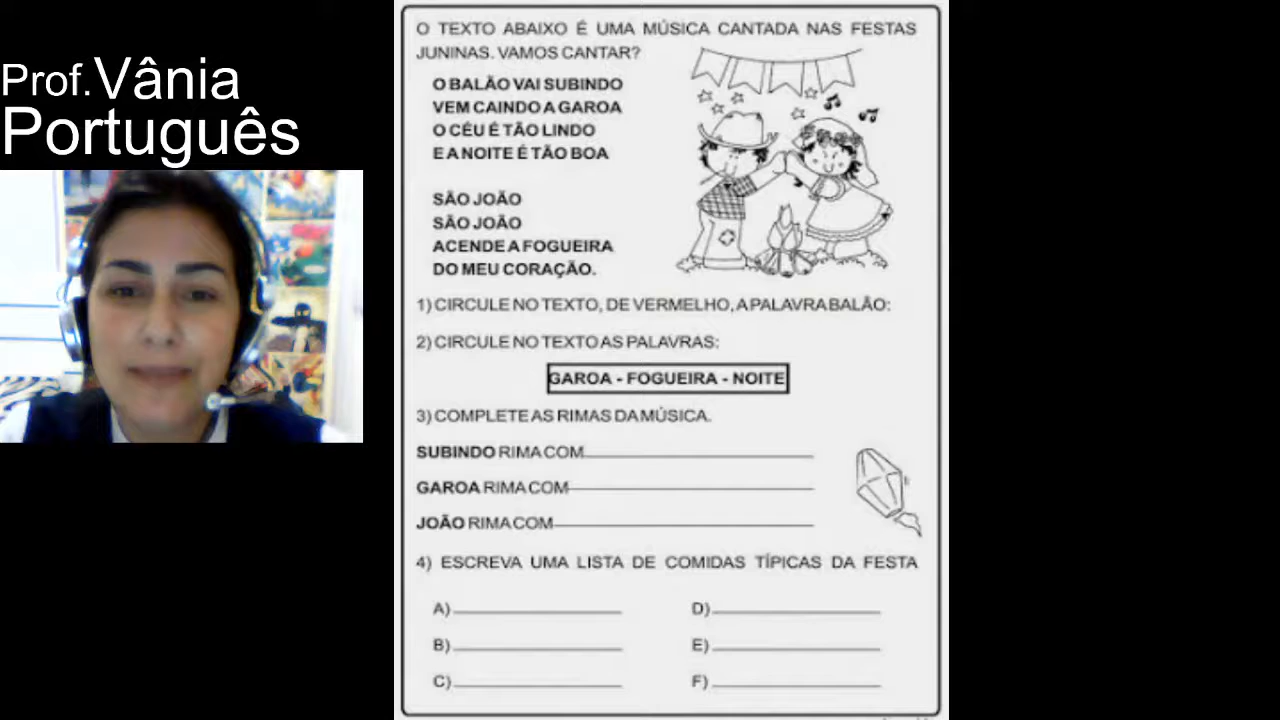 Prof. Vânia
Português
O TEXTO ABAIXO É UMA MÚSICA CANTADA NAS FESTAS
JUNINAS. VAMOS CANTAR?
O BALÃO VAI SUBINDO
VEM CAINDO A GAROA
O CÉU É TÃO LINDO
E A NOITE É TÃO BOA
SÃO JOÃO
SÃO JOÃO
ACENDE A FOGUEIRA
DO MEU CORAÇÃO.
1) CIRCULE NO TEXTO, DE VERMELHO, A PALAVRA BALÃO:
2) CIRCULE NO TEXTO AS PALAVRAS:
GAROA - FOGUEIRA - NOITE
3) COMPLETE AS RIMAS DA MÚSICA.
SUBINDO RIMA COM
GAROA RIMA COM
JOÃO RIMA COM
4) ESCREVA UMA LISTA DE COMIDAS TÍPICAS DA FESTA
A) D)
B) E)
C) F)